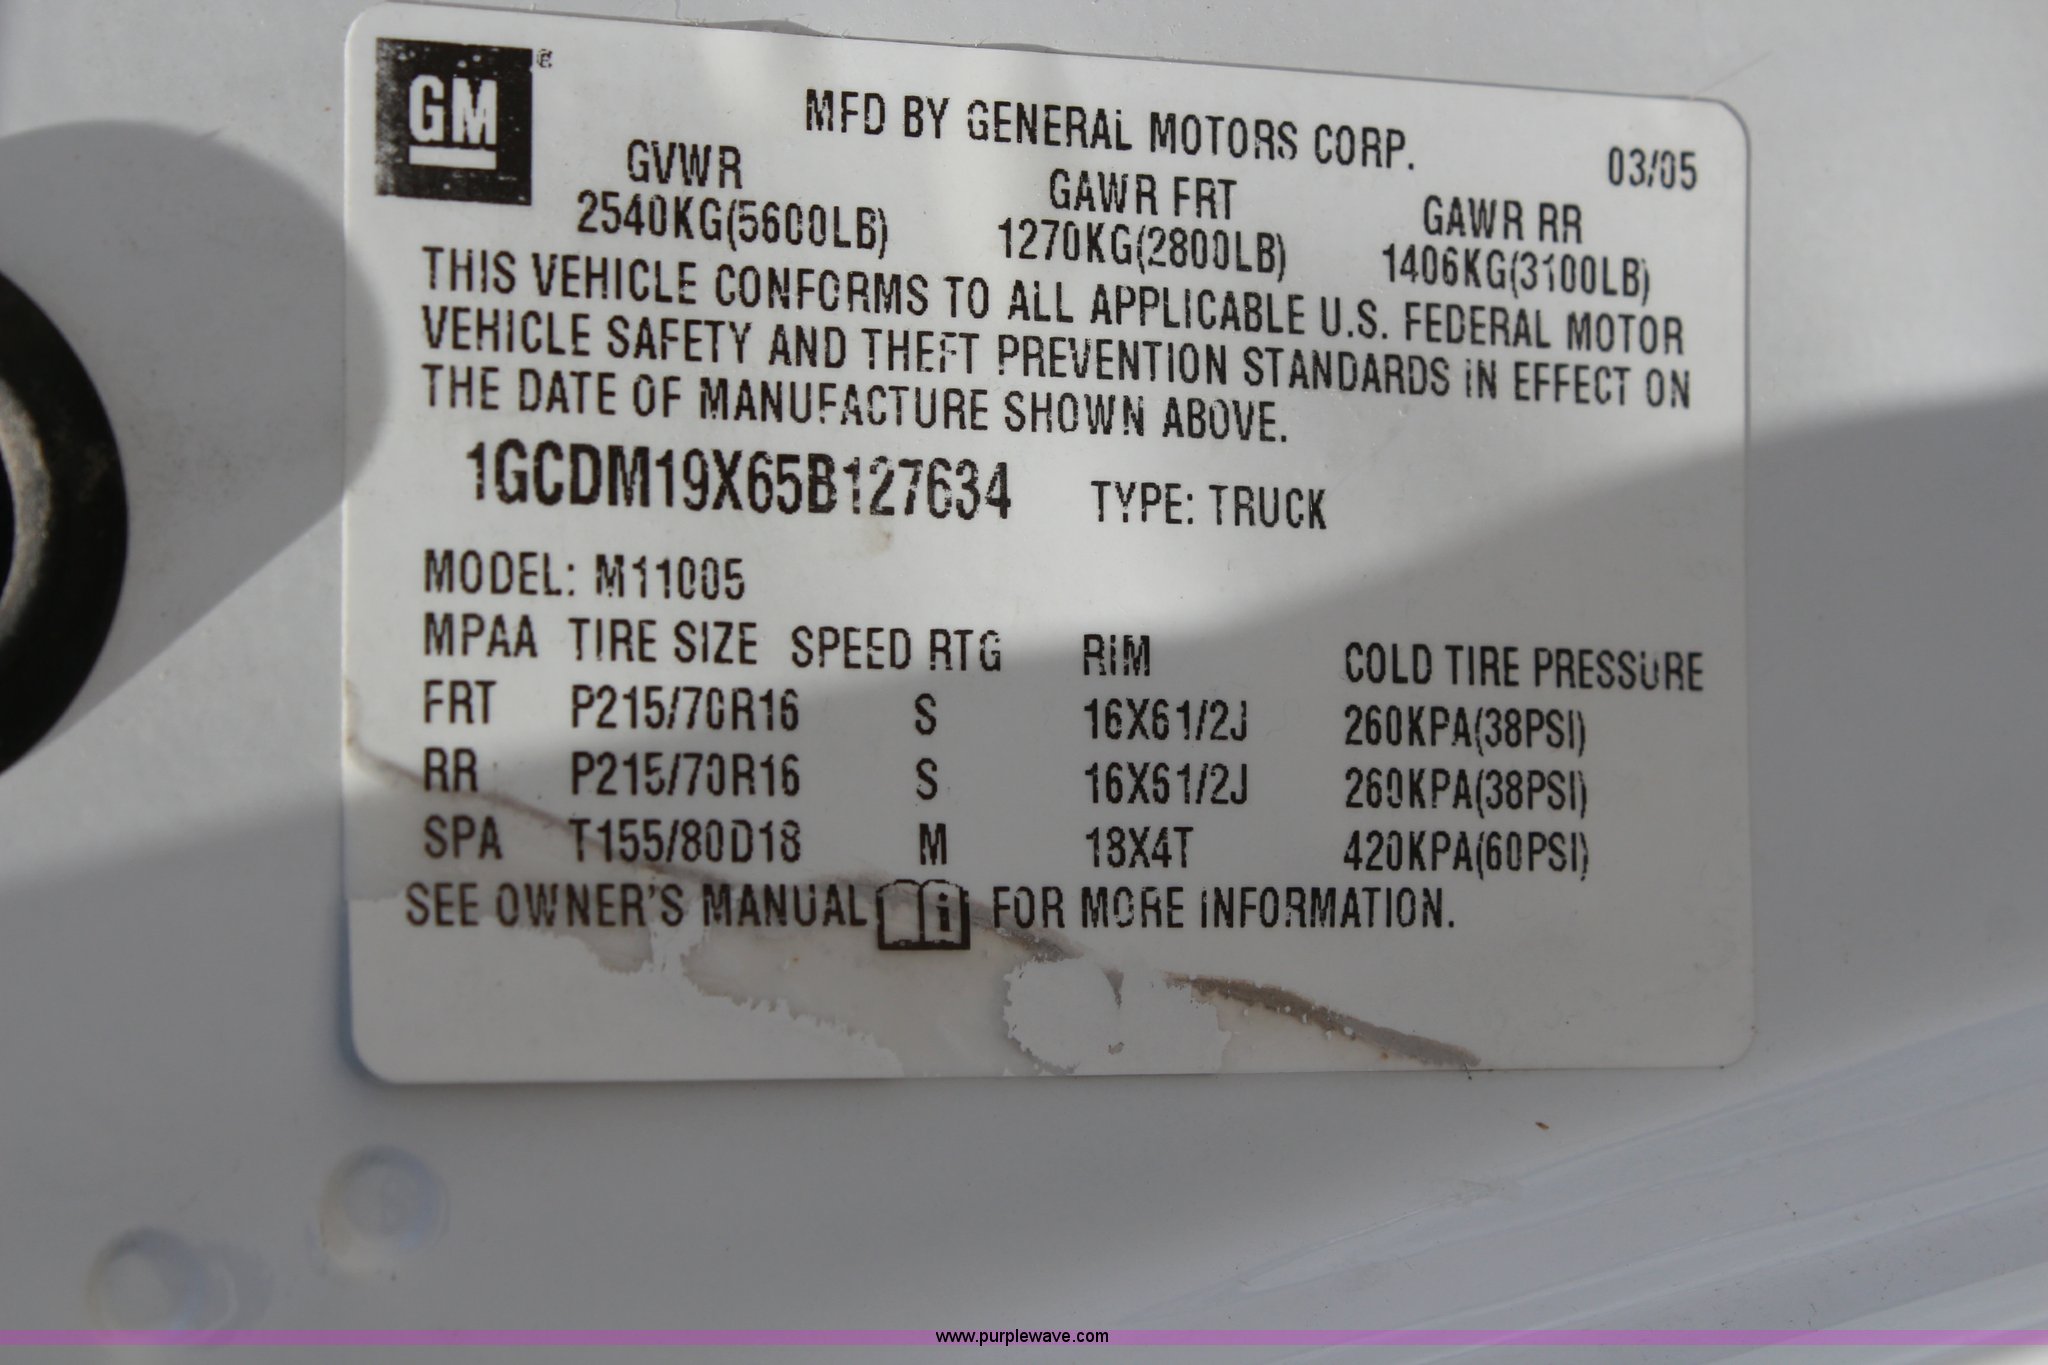 GM ®
MFD BY GENERAL MOTORS CORP.
03/05
GVWR GAWR FRT GAWR RR
2540KG(5600LB) 1270KG(2800LB) 1406KG(3100LB)
THIS VEHICLE CONFORMS TO ALL APPLICABLE U.S. FEDERAL MOTOR
VEHICLE SAFETY AND THEFT PREVENTION STANDARDS IN EFFECT ON
THE DATE OF MANUFACTURE SHOWN ABOVE.
1GCDM19X65B127634 TYPE: TRUCK
MODEL: M11005
MPAA TIRE SIZE SPEED RTG RIM COLD TIRE PRESSURE
FRT P215/70R16 S 16X61/2J 260KPA(38PSI)
RR P215/70R16 S 16X61/2J 260KPA(38PSI)
SPA T155/80D18 M 18X4T 420KPA(60PSI)
SEE OWNER'S MANUAL i FOR MORE INFORMATION.
www.purplewave.com